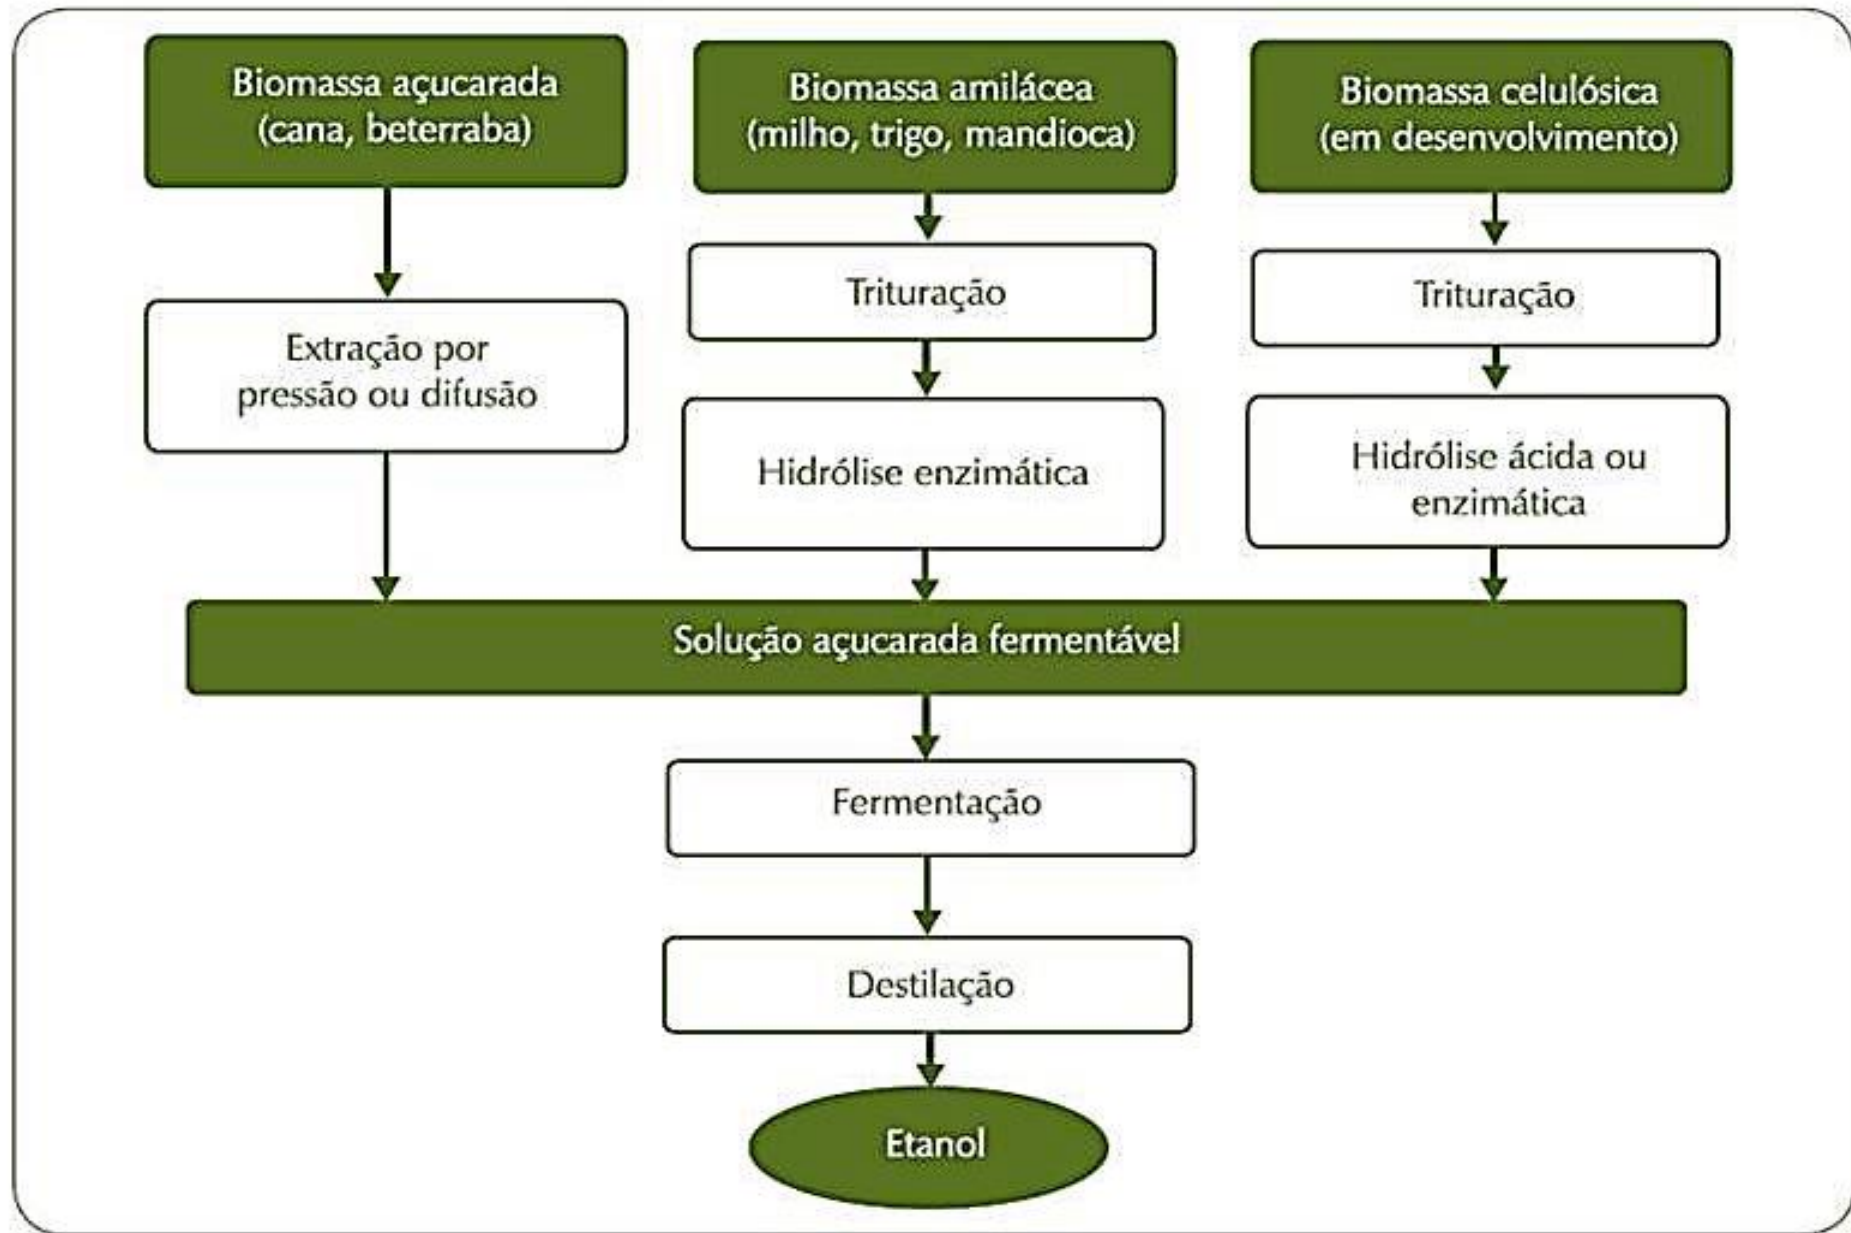 Biomassa açucarada
(cana, beterraba)
Biomassa amilácea
(milho, trigo, mandioca)
Biomassa celulósica
(em desenvolvimento)
Extração por
pressão ou difusão
Trituração
Hidrólise enzimática
Trituração
Hidrólise ácida ou
enzimática
Solução açucarada fermentável
Fermentação
Destilação
Etanol